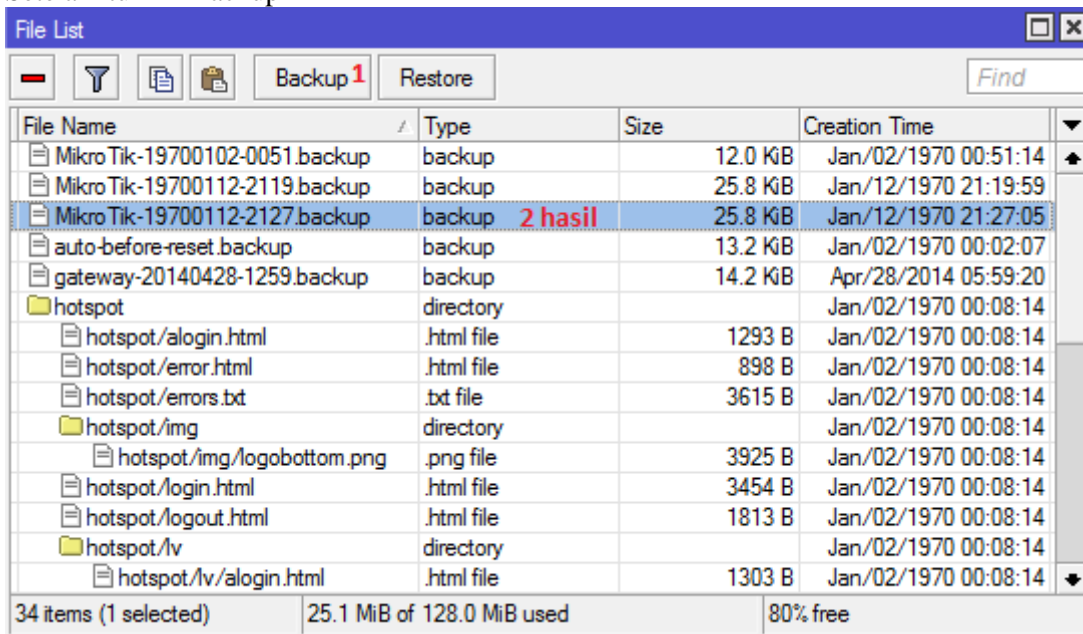 File List
Backup 1 Restore Find
File Name Type Size Creation Time
MikroTik-19700102-0051.backup backup 12.0 KiB Jan/02/1970 00:51:14
MikroTik-19700112-2119.backup backup 25.8 KiB Jan/12/1970 21:19:59
MikroTik-19700112-2127.backup backup 2 hasil 25.8 KiB Jan/12/1970 21:27:05
auto-before-reset.backup backup 13.2 KiB Jan/02/1970 00:02:07
gateway-20140428-1259.backup backup 14.2 KiB Apr/28/2014 05:59:20
hotspot directory Jan/02/1970 00:08:14
hotspot/alogin.html .html file 1293 B Jan/02/1970 00:08:14
hotspot/error.html .html file 898 B Jan/02/1970 00:08:14
hotspot/errors.txt .txt file 3615 B Jan/02/1970 00:08:14
hotspot/img directory Jan/02/1970 00:08:14
hotspot/img/logobottom.png .png file 3925 B Jan/02/1970 00:08:14
hotspot/login.html .html file 3454 B Jan/02/1970 00:08:14
hotspot/logout.html .html file 1813 B Jan/02/1970 00:08:14
hotspot/lv directory Jan/02/1970 00:08:14
hotspot/lv/alogin.html .html file 1303 B Jan/02/1970 00:08:14
34 items (1 selected) 25.1 MiB of 128.0 MiB used 80% free